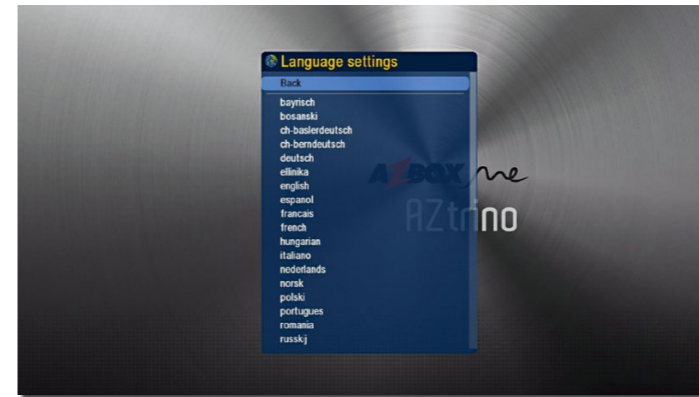 Language settings
Back
bayrisch
bosanski
ch-baslerdeutsch
ch-berndeutsch
deutsch
ellinika
english
espanol
francais
french
hungarian
italiano
nederlands
norsk
polski
portugues
romania
russkij
AZBOX me
AZtrino